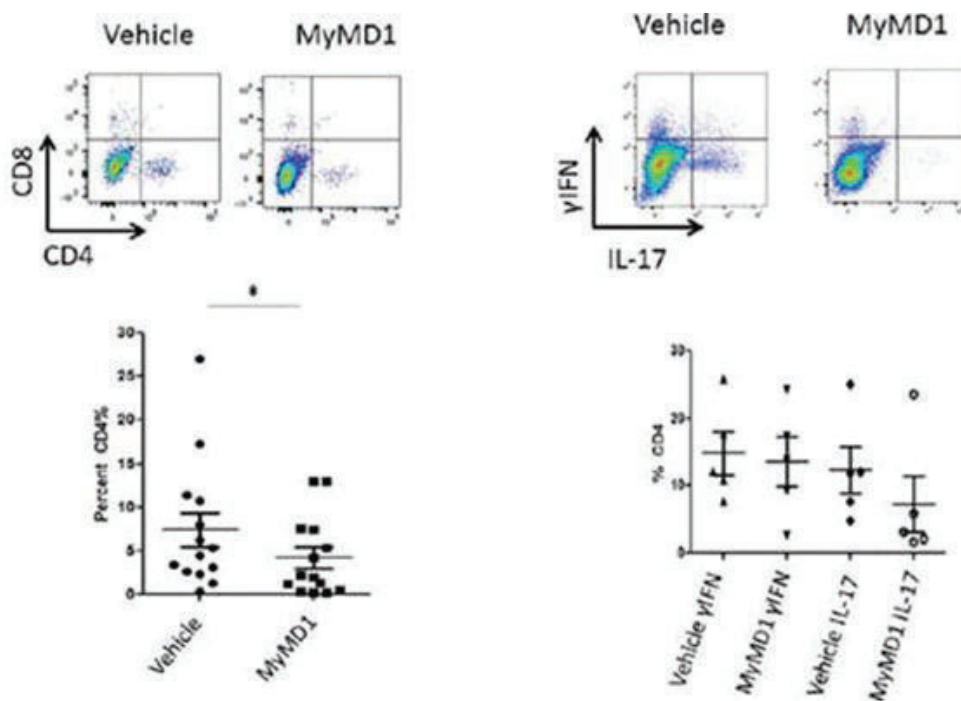 Vehicle MyMD1
CD8
CD4
Vehicle MyMD1
γIFN
IL-17
*
30
25
20
15
10
5
0
Percent CD4%
Vehicle
MyMD1
30
20
10
0
% CD4
Vehicle γIFN
MyMD1 γIFN
Vehicle IL-17
MyMD1 IL-17